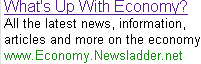 What's Up With Economy?
All the latest news, information,
articles and more on the economy
www.Economy.Newsladder.net